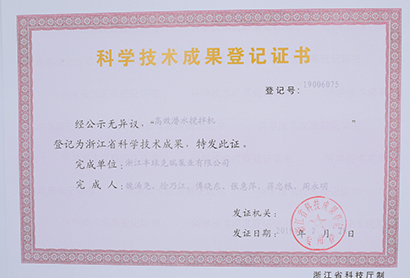 科学技术成果登记证书
登记号: 19006075
经公示无异议，“高效潜水搅拌机”
登记为浙江省科学技术成果，特发此证。
完成单位: 浙江丰球克瑞泵业有限公司
完成人:
发证机关:
发证日期: 年 月 日
浙江省科技厅制